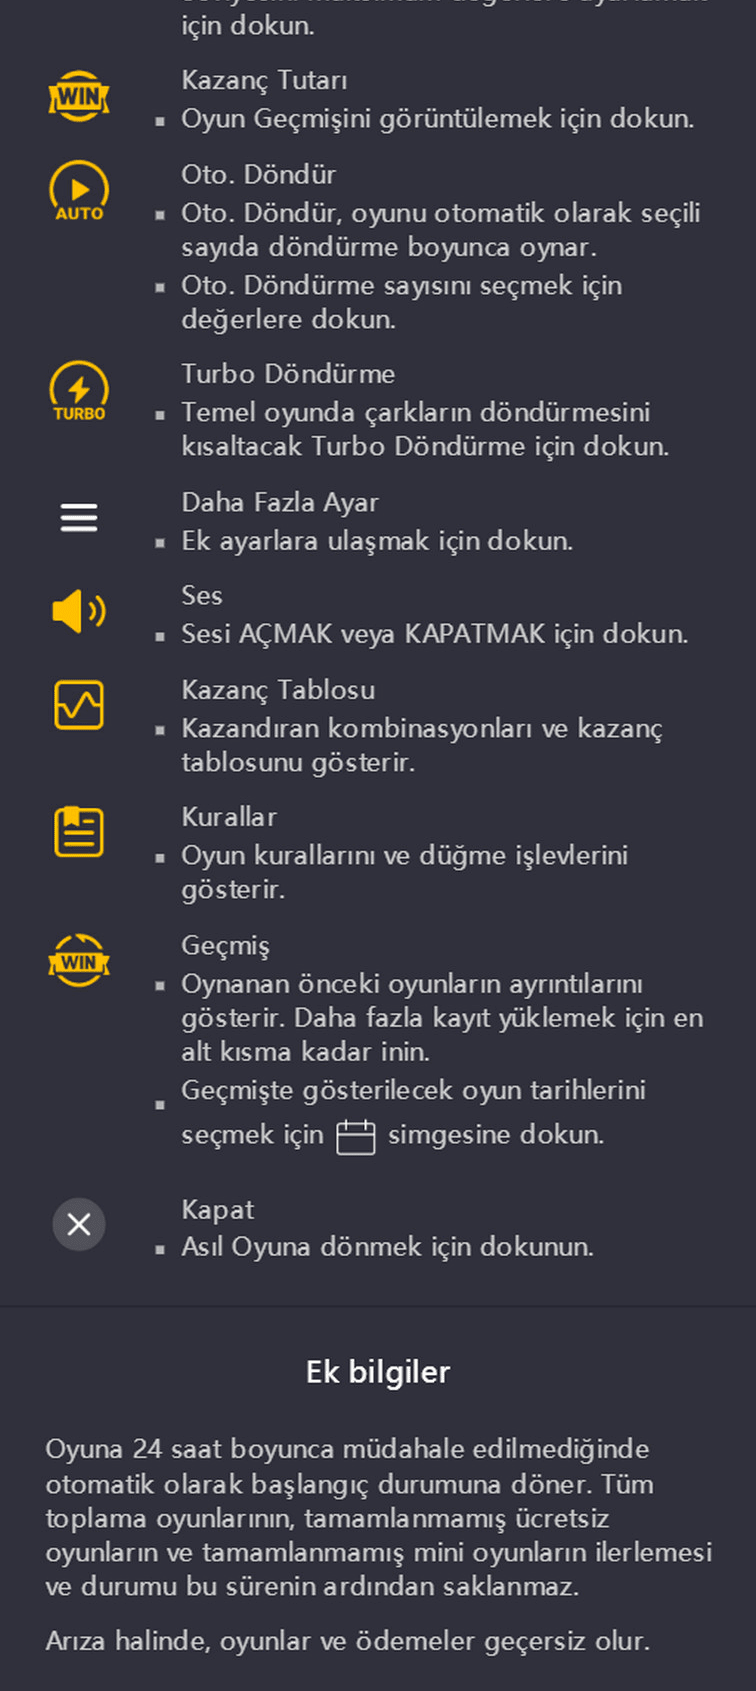 için dokun.
WIN
Kazanç Tutarı
▪ Oyun Geçmişini görüntülemek için dokun.
AUTO
Oto. Döndür
▪ Oto. Döndür, oyunu otomatik olarak seçili
sayıda döndürme boyunca oynar.
▪ Oto. Döndürme sayısını seçmek için
değerlere dokun.
TURBO
Turbo Döndürme
▪ Temel oyunda çarkların döndürmesini
kısaltacak Turbo Döndürme için dokun.
Daha Fazla Ayar
▪ Ek ayarlara ulaşmak için dokun.
Ses
▪ Sesi AÇMAK veya KAPATMAK için dokun.
Kazanç Tablosu
▪ Kazandıran kombinasyonları ve kazanç
tablosunu gösterir.
Kurallar
▪ Oyun kurallarını ve düğme işlevlerini
gösterir.
WIN
Geçmiş
▪ Oynanan önceki oyunların ayrıntılarını
gösterir. Daha fazla kayıt yüklemek için en
alt kısma kadar inin.
▪ Geçmişte gösterilecek oyun tarihlerini
seçmek için simgesine dokun.
Kapat
▪ Asıl Oyuna dönmek için dokunun.
Ek bilgiler
Oyuna 24 saat boyunca müdahale edilmediğinde
otomatik olarak başlangıç durumuna döner. Tüm
toplama oyunlarının, tamamlanmamış ücretsiz
oyunların ve tamamlanmamış mini oyunların ilerlemesi
ve durumu bu sürenin ardından saklanmaz.
Arıza halinde, oyunlar ve ödemeler geçersiz olur.